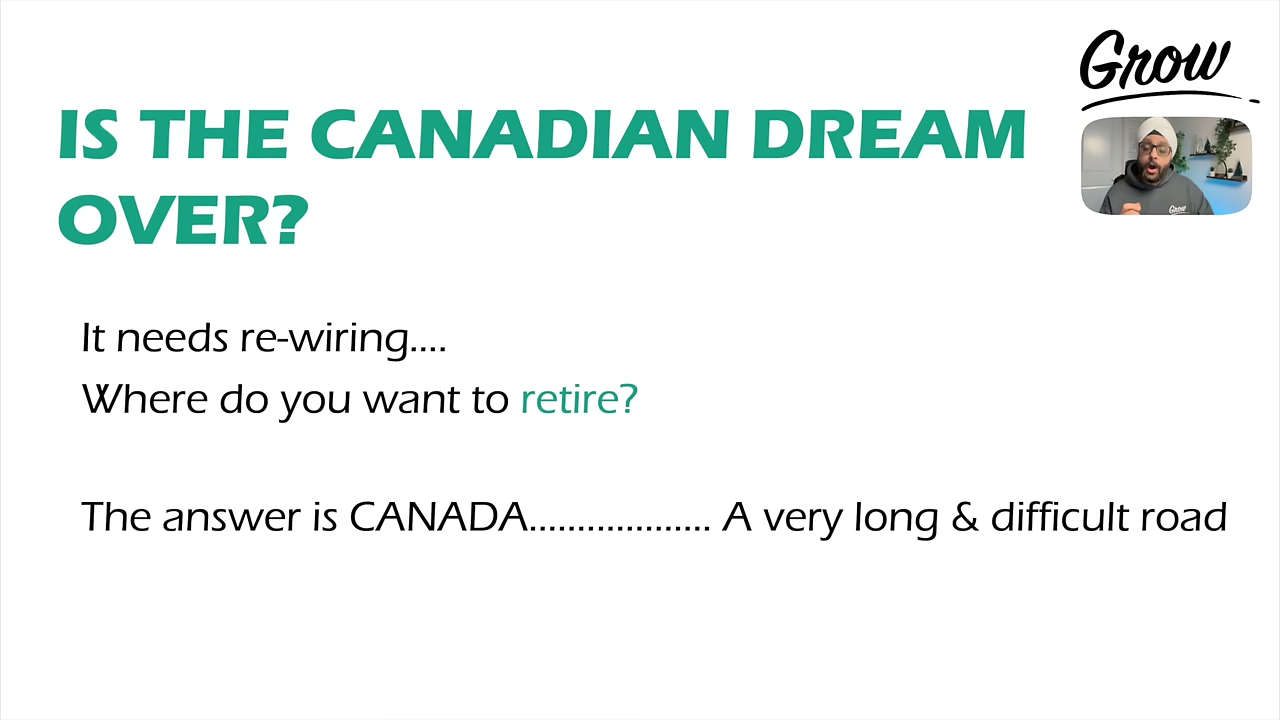 Grow
IS THE CANADIAN DREAM
OVER?
Grow
It needs re-wiring....
Where do you want to retire?
The answer is CANADA................... A very long & difficult road